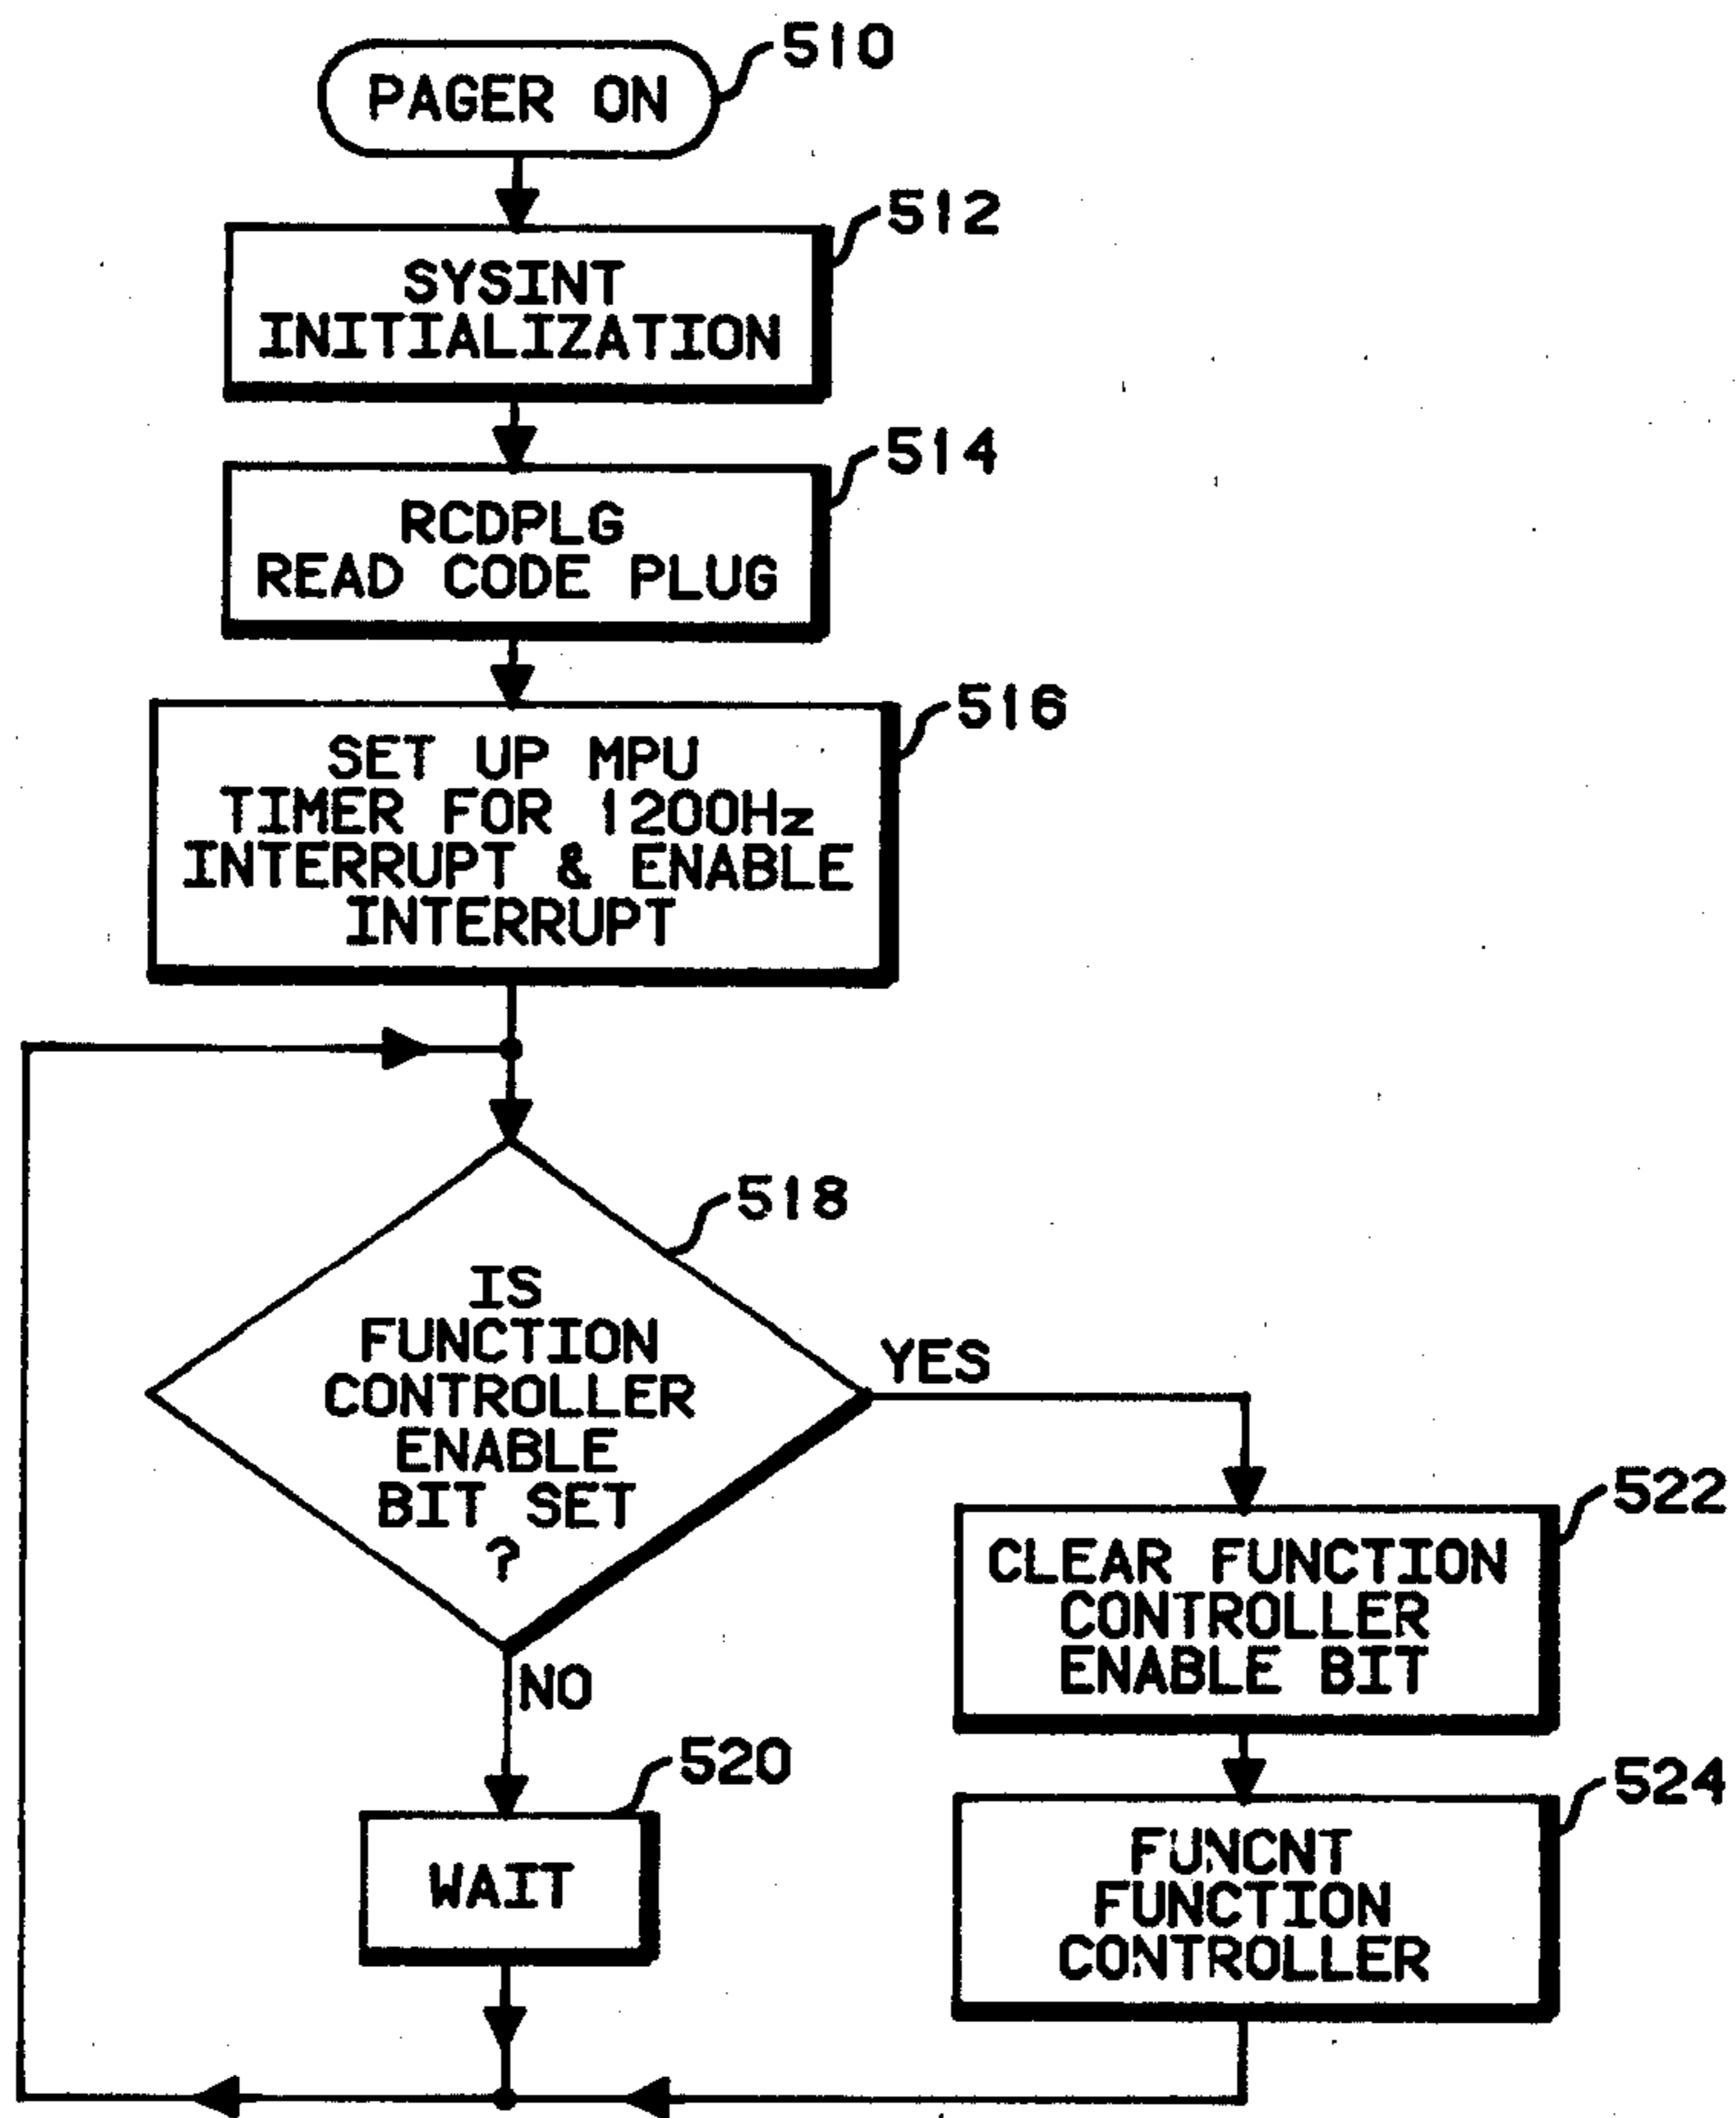 510
PAGER ON
512
SYSINT
INITIALIZATION
514
RCDPLG
READ CODE PLUG
516
SET UP MPU
TIMER FOR 1200Hz
INTERRUPT & ENABLE
INTERRUPT
518
IS
FUNCTION
CONTROLLER
ENABLE
BIT SET
?
YES
NO
522
CLEAR FUNCTION
CONTROLLER
ENABLE BIT
520
WAIT
524
FUNCNT
FUNCTION
CONTROLLER